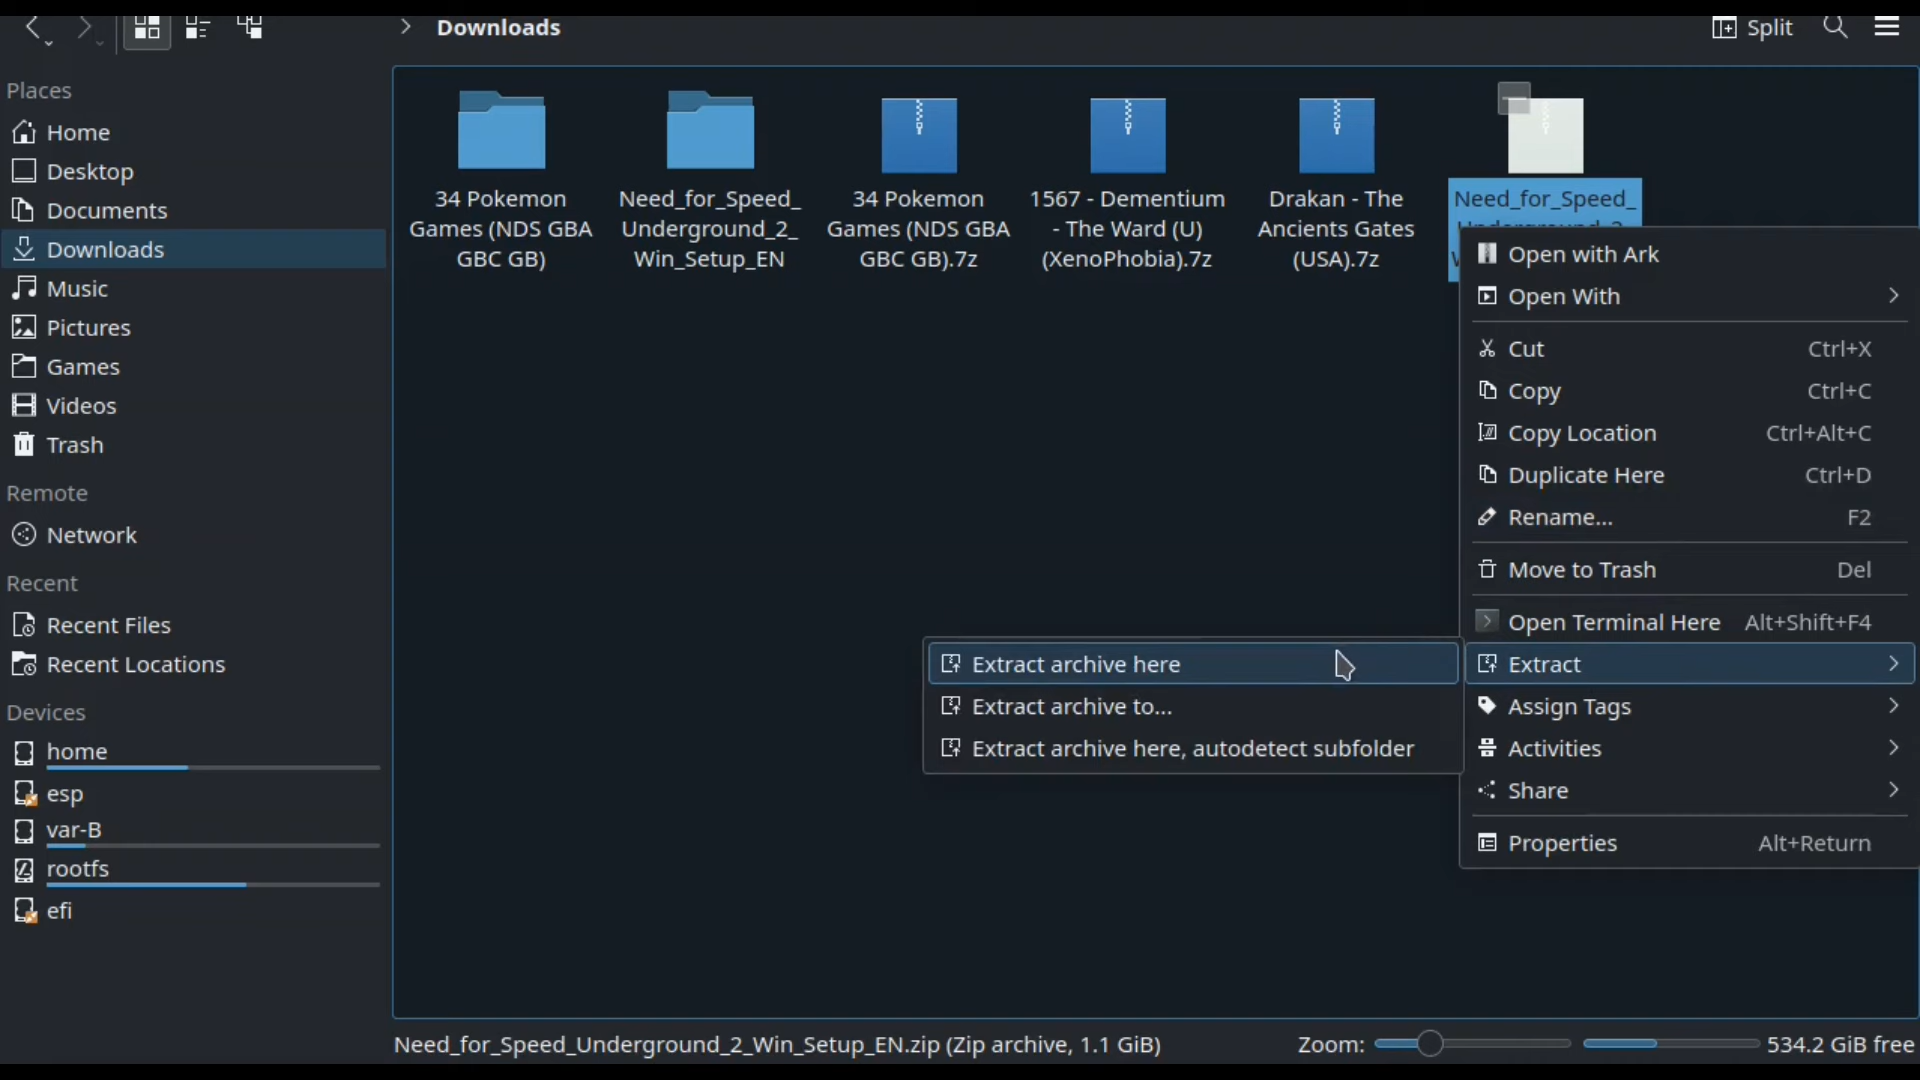 Downloads
Split
Places
Home
Desktop
Documents
Downloads
Music
Pictures
Games
Videos
Trash
Remote
Network
Recent
Recent Files
Recent Locations
Devices
home
esp
var-B
rootfs
efi
34 Pokemon
Games (NDS GBA
GBC GB)
Need_for_Speed_
Underground_2_
Win_Setup_EN
34 Pokemon
Games (NDS GBA
GBC GB).7z
1567 - Dementium
- The Ward (U)
(XenoPhobia).7z
Drakan - The
Ancients Gates
(USA).7z
Need_for_Speed_
Open with Ark
Open With
Cut Ctrl+X
Copy Ctrl+C
Copy Location Ctrl+Alt+C
Duplicate Here Ctrl+D
Rename... F2
Move to Trash Del
Open Terminal Here Alt+Shift+F4
Extract
Assign Tags
Activities
Share
Properties Alt+Return
Extract archive here
Extract archive to...
Extract archive here, autodetect subfolder
Need_for_Speed_Underground_2_Win_Setup_EN.zip (Zip archive, 1.1 GiB)
Zoom:
534.2 GiB free